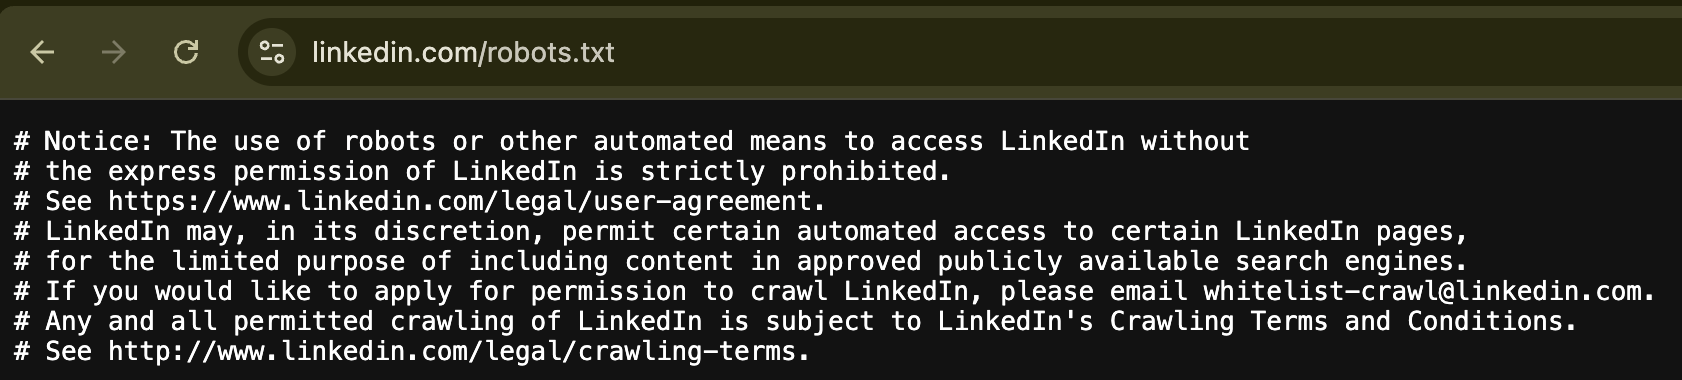 linkedin.com/robots.txt
# Notice: The use of robots or other automated means to access LinkedIn without
# the express permission of LinkedIn is strictly prohibited.
# See https://www.linkedin.com/legal/user-agreement.
# LinkedIn may, in its discretion, permit certain automated access to certain LinkedIn pages,
# for the limited purpose of including content in approved publicly available search engines.
# If you would like to apply for permission to crawl LinkedIn, please email whitelist-crawl@linkedin.com.
# Any and all permitted crawling of LinkedIn is subject to LinkedIn's Crawling Terms and Conditions.
# See http://www.linkedin.com/legal/crawling-terms.